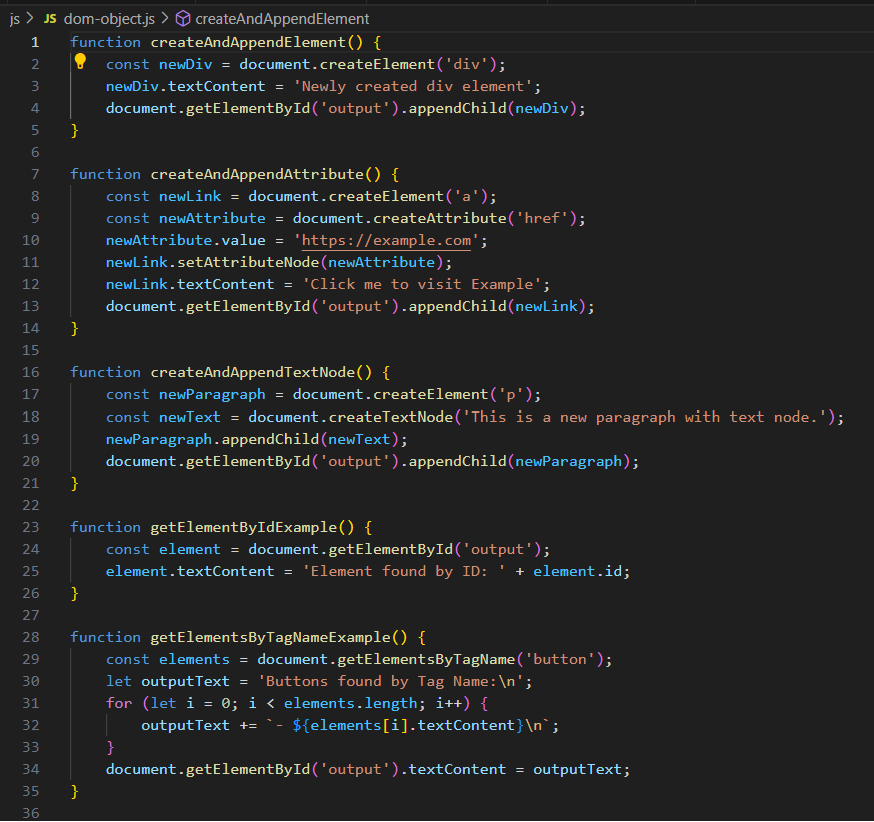 js > JS dom-object.js > createAndAppendElement
1 function createAndAppendElement() {
2     const newDiv = document.createElement('div');
3     newDiv.textContent = 'Newly created div element';
4     document.getElementById('output').appendChild(newDiv);
5 }
6
7 function createAndAppendAttribute() {
8     const newLink = document.createElement('a');
9     const newAttribute = document.createAttribute('href');
10     newAttribute.value = 'https://example.com';
11     newLink.setAttributeNode(newAttribute);
12     newLink.textContent = 'Click me to visit Example';
13     document.getElementById('output').appendChild(newLink);
14 }
15
16 function createAndAppendTextNode() {
17     const newParagraph = document.createElement('p');
18     const newText = document.createTextNode('This is a new paragraph with text node.');
19     newParagraph.appendChild(newText);
20     document.getElementById('output').appendChild(newParagraph);
21 }
22
23 function getElementByIdExample() {
24     const element = document.getElementById('output');
25     element.textContent = 'Element found by ID: ' + element.id;
26 }
27
28 function getElementsByTagNameExample() {
29     const elements = document.getElementsByTagName('button');
30     let outputText = 'Buttons found by Tag Name:\n';
31     for (let i = 0; i < elements.length; i++) {
32         outputText += `- ${elements[i].textContent}\n`;
33     }
34     document.getElementById('output').textContent = outputText;
35 }
36